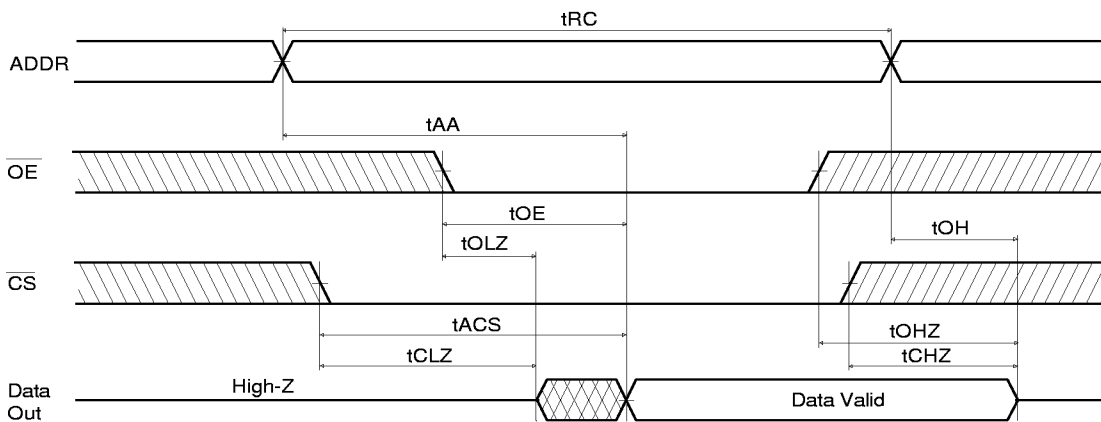 tRC
ADDR
tAA
OE
tOE
tOLZ
tOH
CS
tACS
tOHZ
tCLZ
tCHZ
High-Z
Data
Out
Data Valid